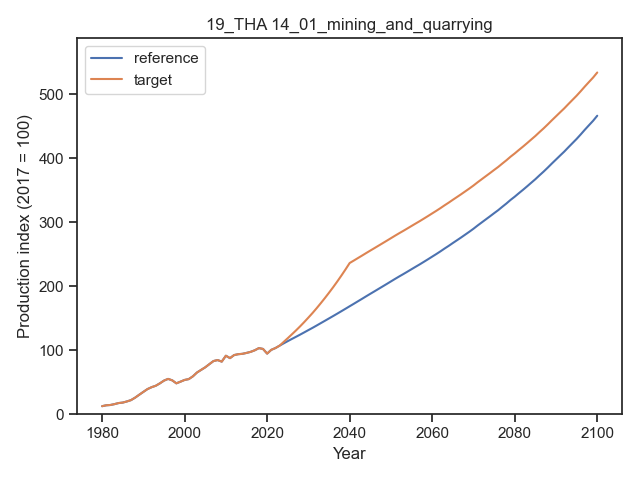 19_THA 14_01_mining_and_quarrying
reference
target
Production index (2017 = 100)
500
400
300
200
100
0
1980
2000
2020
2040
2060
2080
2100
Year